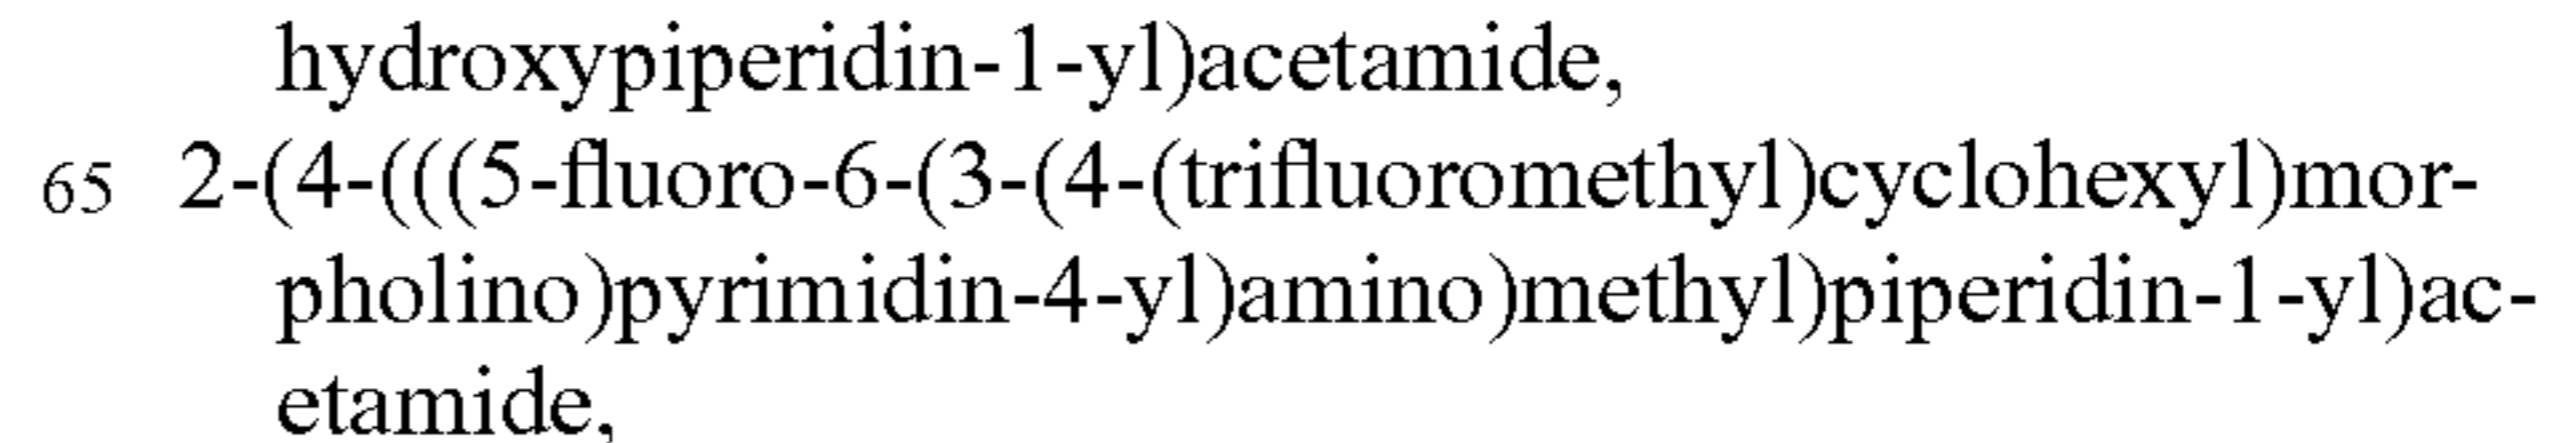 hydroxypiperidin-1-yl)acetamide,
65 2-(4-(((5-fluoro-6-(3-(4-(trifluoromethyl)cyclohexyl)mor-
pholino)pyrimidin-4-yl)amino)methyl)piperidin-1-yl)ac-
etamide,